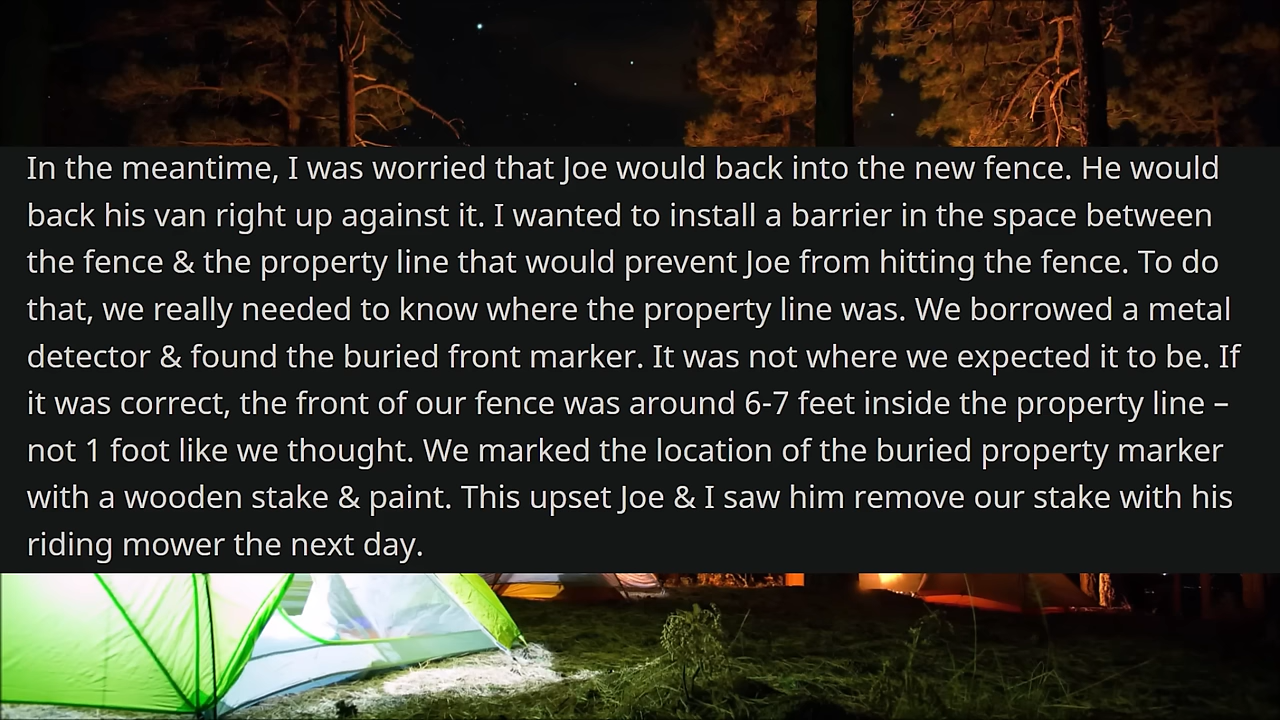 In the meantime, I was worried that Joe would back into the new fence. He would
back his van right up against it. I wanted to install a barrier in the space between
the fence & the property line that would prevent Joe from hitting the fence. To do
that, we really needed to know where the property line was. We borrowed a metal
detector & found the buried front marker. It was not where we expected it to be. If
it was correct, the front of our fence was around 6-7 feet inside the property line –
not 1 foot like we thought. We marked the location of the buried property marker
with a wooden stake & paint. This upset Joe & I saw him remove our stake with his
riding mower the next day.